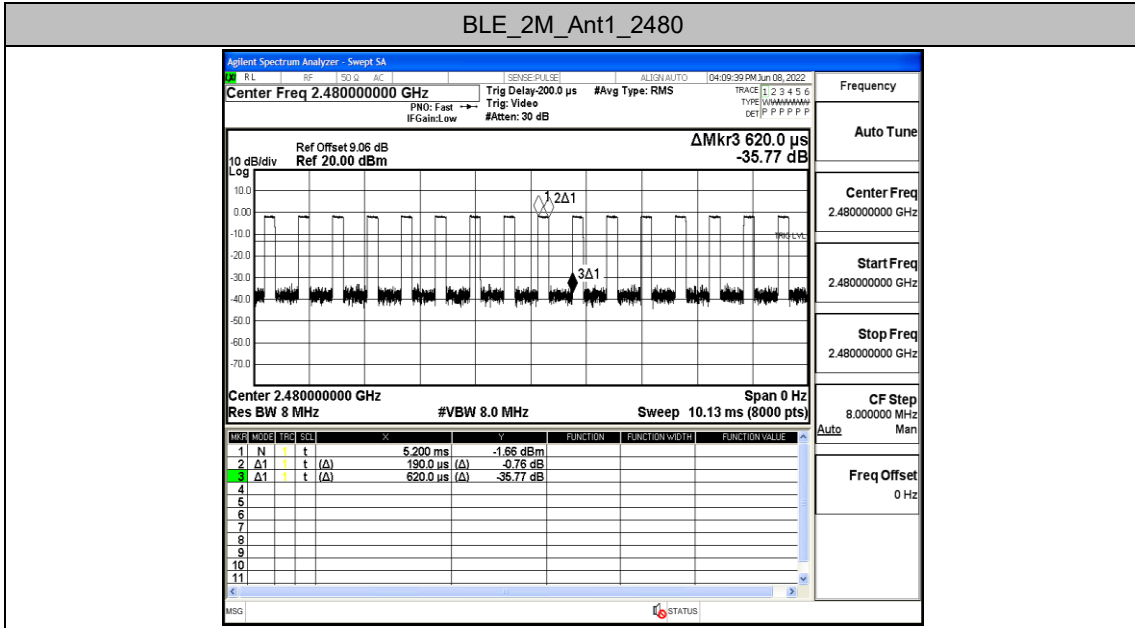 BLE_2M_Ant1_2480
Agilent Spectrum Analyzer - Swept SA
LXI RL RF 50 Ω AC SENSE:PULSE ALIGN AUTO 04:09:39 PM Jun 08, 2022
Center Freq 2.480000000 GHz
PNO: Fast
IFGain:Low
Trig Delay-200.0 µs #Avg Type: RMS
Trig: Video
#Atten: 30 dB
TRACE 1 2 3 4 5 6
TYPE
DET P P P P P P
ΔMkr3 620.0 µs
-35.77 dB
Ref Offset 9.06 dB
10 dB/div Ref 20.00 dBm
Log
10.0
0.00
-10.0
-20.0
-30.0
-40.0
-50.0
-60.0
-70.0
1 2Δ1
TRIG LVL
3Δ1
Center 2.480000000 GHz Span 0 Hz
Res BW 8 MHz #VBW 8.0 MHz Sweep 10.13 ms (8000 pts)
MKR MODE TRC SCL X Y FUNCTION FUNCTION WIDTH FUNCTION VALUE
1 N 1 t 5.200 ms -1.66 dBm
2 Δ1 1 t (Δ) 190.0 µs (Δ) -0.76 dB
3 Δ1 1 t (Δ) 620.0 µs (Δ) -35.77 dB
4
5
6
7
8
9
10
11
MSG STATUS
Frequency
Auto Tune
Center Freq
2.480000000 GHz
Start Freq
2.480000000 GHz
Stop Freq
2.480000000 GHz
CF Step
8.000000 MHz
Auto Man
Freq Offset
0 Hz